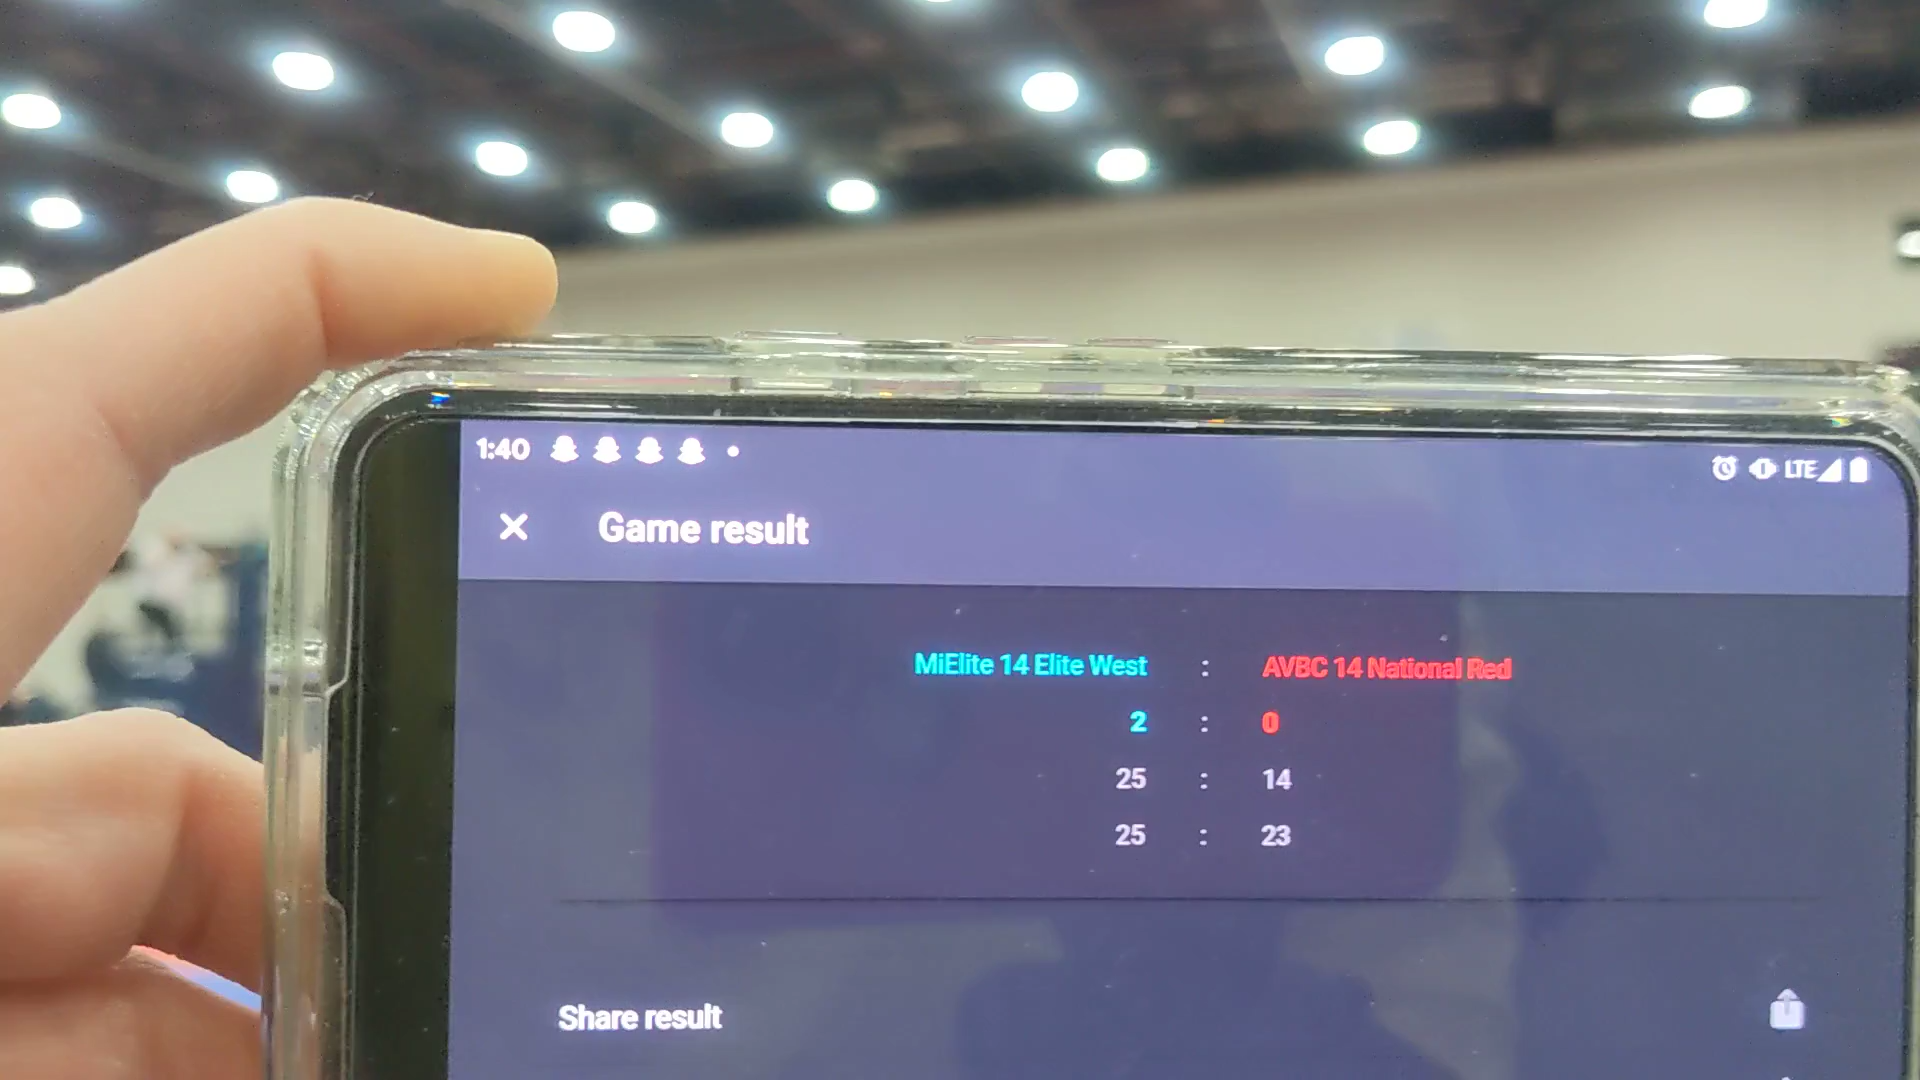 1:40 LTE
Game result
MiElite 14 Elite West : AVBC 14 National Red
2 : 0
25 : 14
25 : 23
Share result